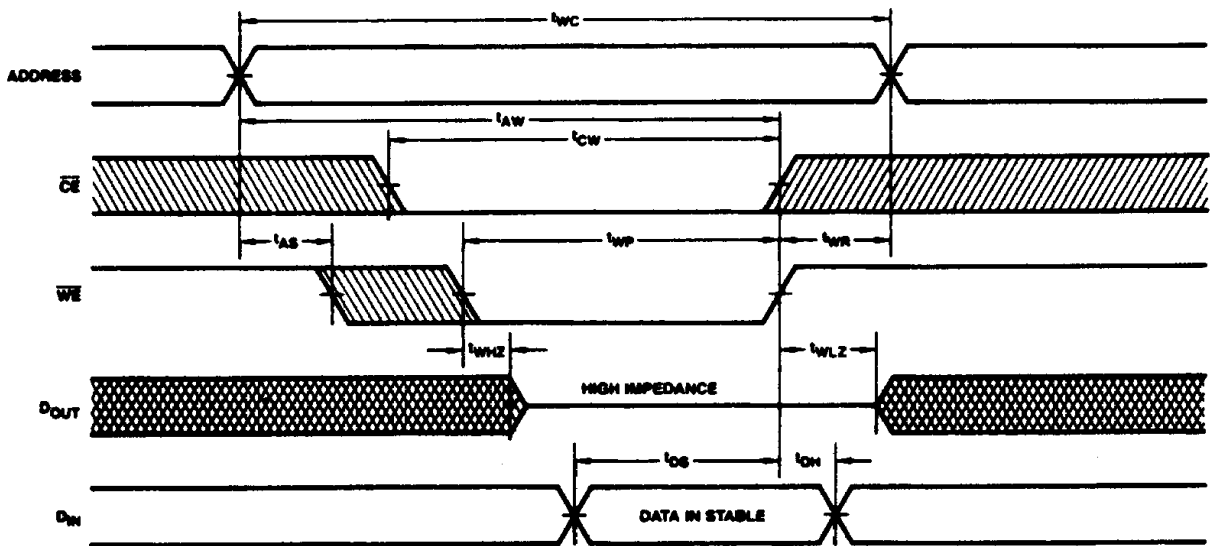 tWC
ADDRESS
tAW
tCW
CE
tAS
tWP
tWR
WE
tWHZ
tWLZ
HIGH IMPEDANCE
DOUT
tDS
tDH
DIN
DATA IN STABLE